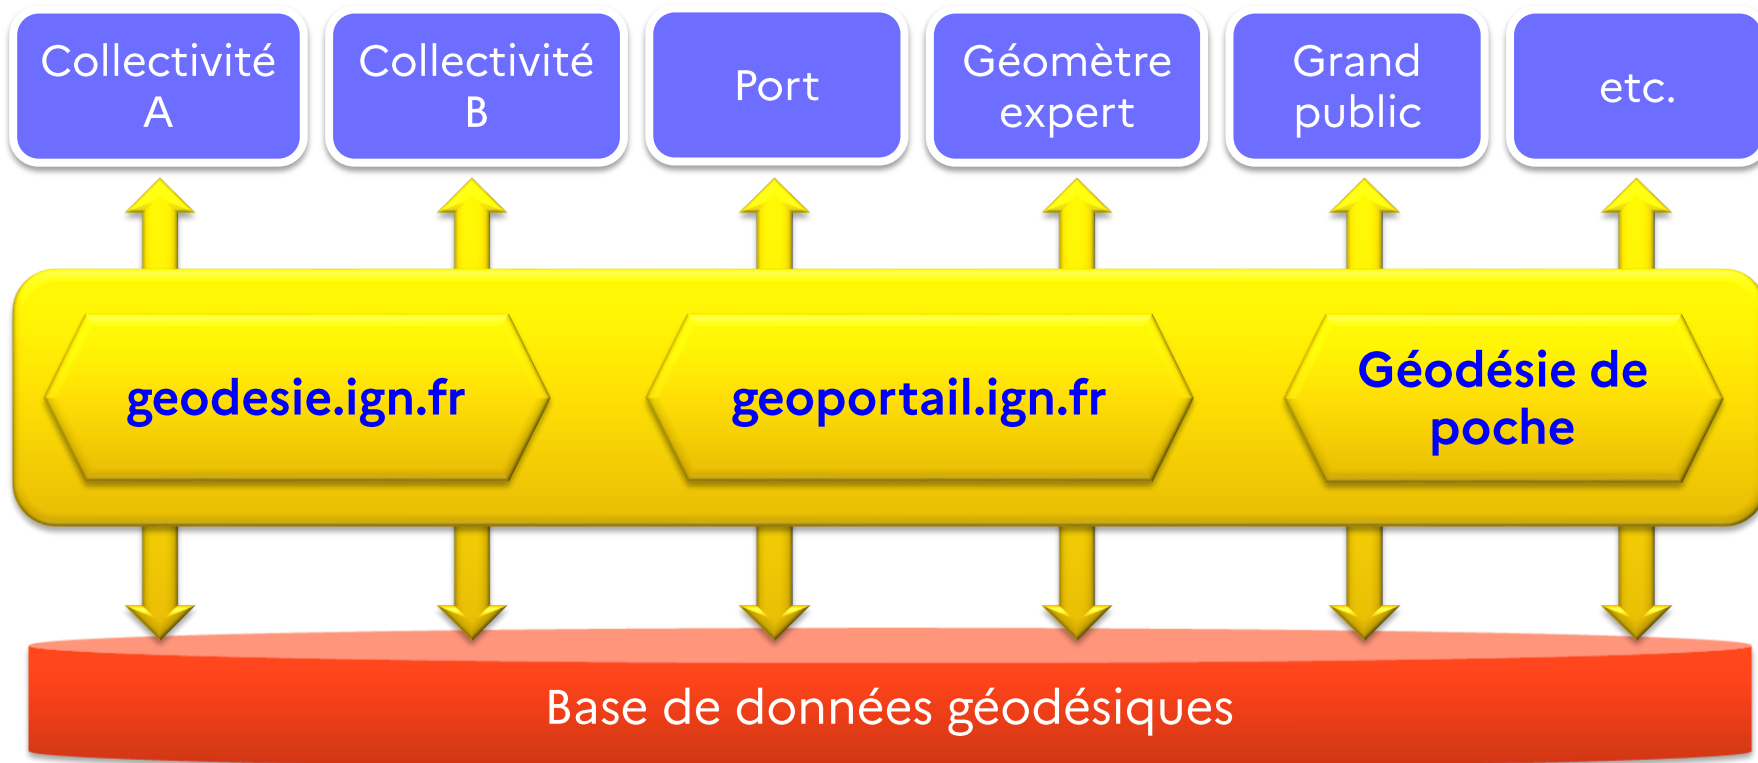 Collectivité
A
Collectivité
B
Port
Géomètre
expert
Grand
public
etc.
geodesie.ign.fr
geoportail.ign.fr
Géodésie de
poche
Base de données géodésiques